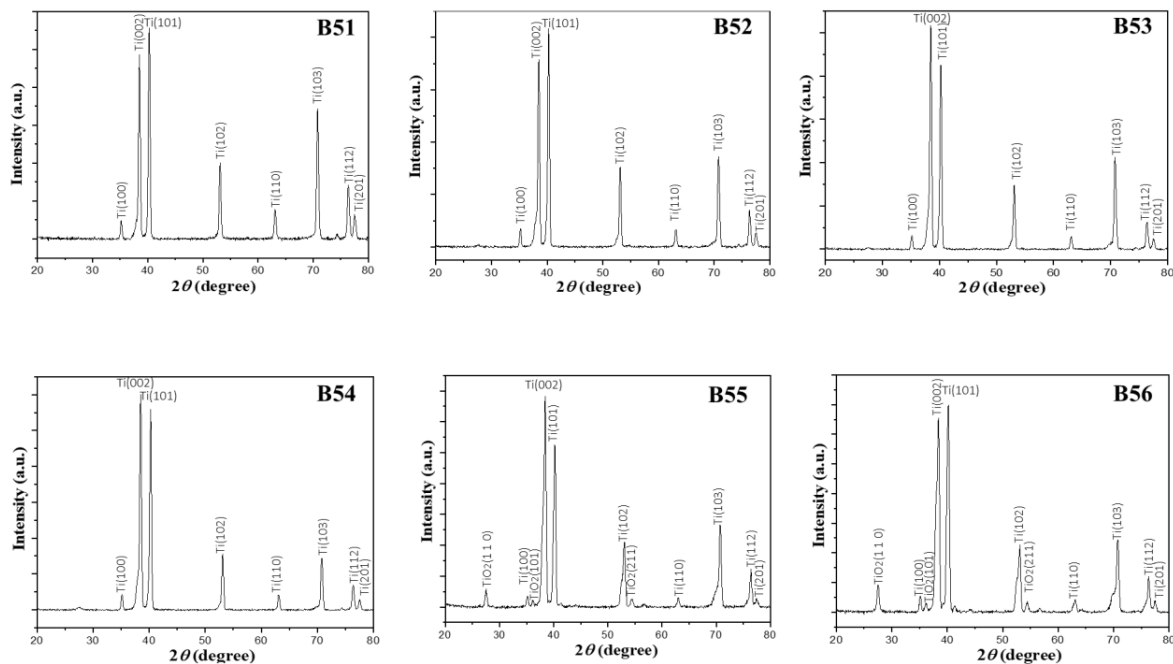 B51
Intensity (a.u.)
Ti(100)
Ti(002)
Ti(101)
Ti(102)
Ti(110)
Ti(103)
Ti(112)
Ti(201)
20 30 40 50 60 70 80
2θ (degree)
B52
Intensity (a.u.)
Ti(100)
Ti(002)
Ti(101)
Ti(102)
Ti(110)
Ti(103)
Ti(112)
Ti(201)
20 30 40 50 60 70 80
2θ (degree)
B53
Intensity (a.u.)
Ti(100)
Ti(002)
Ti(101)
Ti(102)
Ti(110)
Ti(103)
Ti(112)
Ti(201)
20 30 40 50 60 70 80
2θ (degree)
B54
Intensity (a.u.)
Ti(100)
Ti(002)
Ti(101)
Ti(102)
Ti(110)
Ti(103)
Ti(112)
Ti(201)
20 30 40 50 60 70 80
2θ (degree)
B55
Intensity (a.u.)
TiO2(1 1 0)
Ti(100)
TiO2(101)
Ti(002)
Ti(101)
Ti(102)
TiO2(211)
Ti(110)
Ti(103)
Ti(112)
Ti(201)
20 30 40 50 60 70 80
2θ (degree)
B56
Intensity (a.u.)
TiO2(1 1 0)
Ti(100)
TiO2(101)
Ti(002)
Ti(101)
Ti(102)
TiO2(211)
Ti(110)
Ti(103)
Ti(112)
Ti(201)
20 30 40 50 60 70 80
2θ (degree)